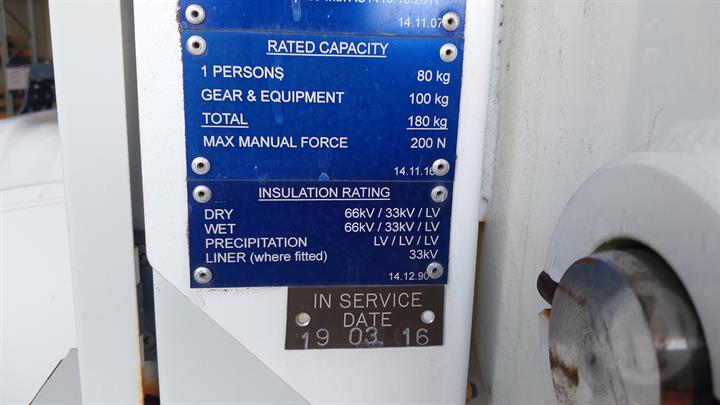 14.11.07
RATED CAPACITY
1 PERSONS 80 kg
GEAR & EQUIPMENT 100 kg
TOTAL 180 kg
MAX MANUAL FORCE 200 N
14.11.16
INSULATION RATING
DRY 66kV / 33kV / LV
WET 66kV / 33kV / LV
PRECIPITATION LV / LV / LV
LINER (where fitted) 33kV
14.12.90
IN SERVICE
DATE
19 03 16